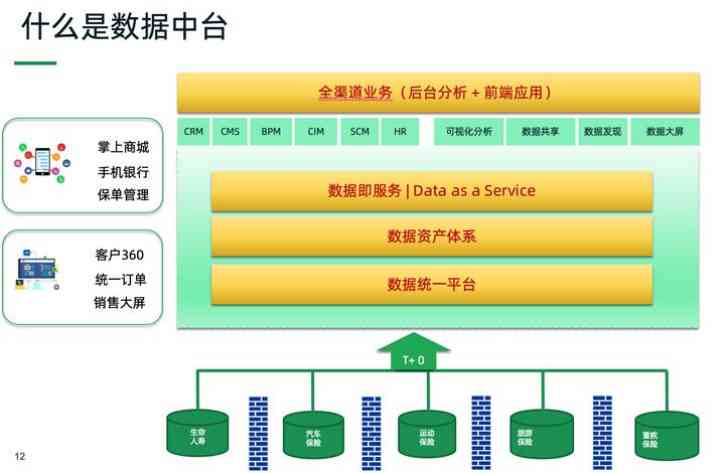 什么是数据中台
全渠道业务（后台分析 + 前端应用）
CRM
CMS
BPM
CIM
SCM
HR
可视化分析
数据共享
数据发现
数据大屏
掌上商城
手机银行
保单管理
数据即服务 | Data as a Service
数据资产体系
数据统一平台
客户360
统一订单
销售大屏
T+ 0
生命
人寿
汽车
保险
运动
保险
旅游
保险
重疾
保险
12